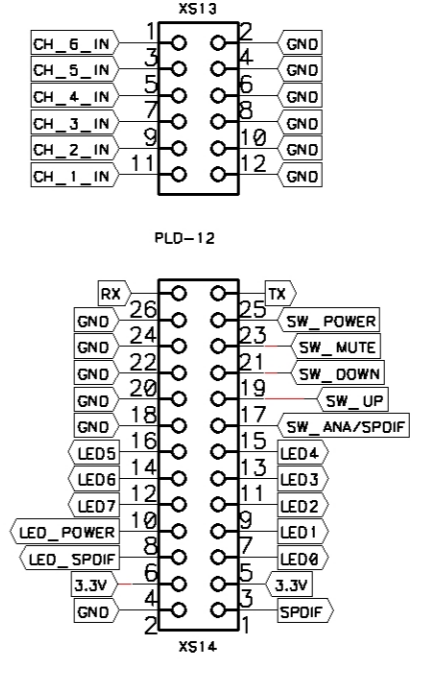 XS13
1 2
CH_6_IN GND
3 4
CH_5_IN GND
5 6
CH_4_IN GND
7 8
CH_3_IN GND
9 10
CH_2_IN GND
11 12
CH_1_IN GND
PLD-12
RX TX
26 25
GND SW_POWER
24 23
GND SW_MUTE
22 21
GND SW_DOWN
20 19
GND SW_UP
18 17
GND SW_ANA/SPDIF
16 15
LED5 LED4
14 13
LED6 LED3
12 11
LED7 LED2
10 9
LED_POWER LED1
8 7
LED_SPDIF LED0
6 5
3.3V 3.3V
4 3
GND SPDIF
2 1
XS14